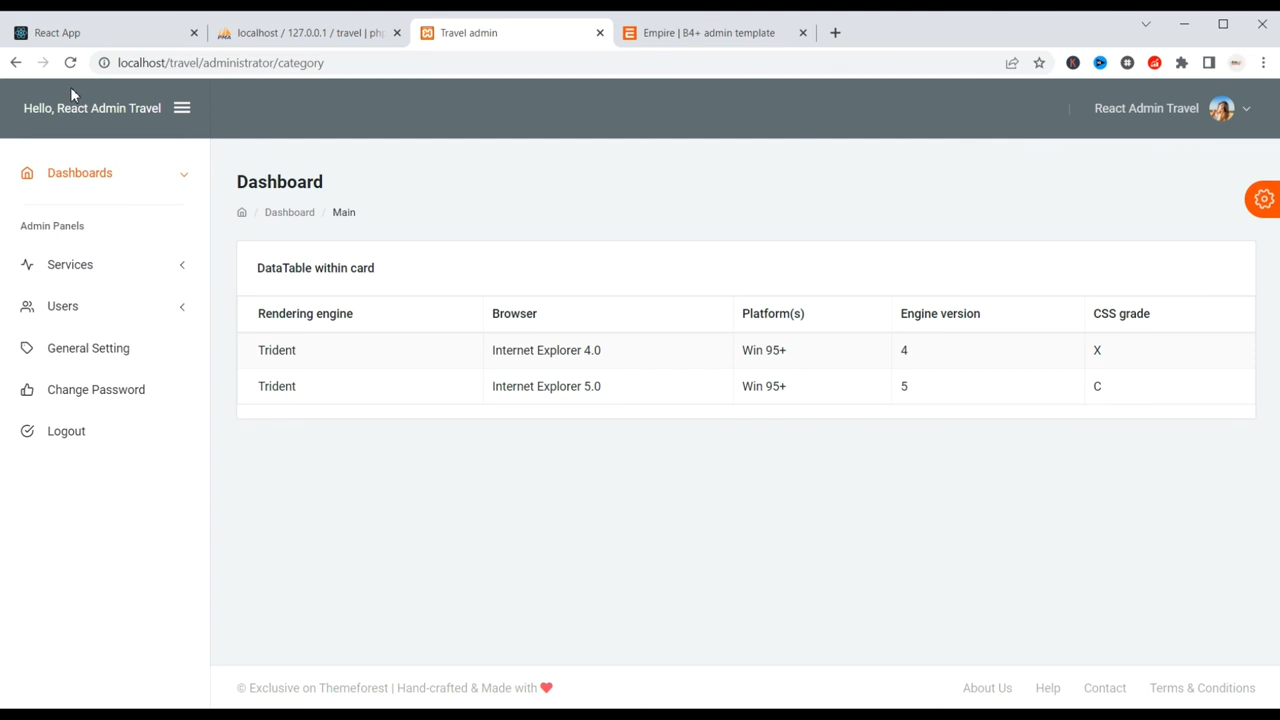 React App
localhost / 127.0.0.1 / travel | php
Travel admin
Empire | B4+ admin template
localhost/travel/administrator/category
Hello, React Admin Travel
React Admin Travel
Dashboards
Admin Panels
Services
Users
General Setting
Change Password
Logout
Dashboard
/ Dashboard / Main
DataTable within card
Rendering engine Browser Platform(s) Engine version CSS grade
Trident Internet Explorer 4.0 Win 95+ 4 X
Trident Internet Explorer 5.0 Win 95+ 5 C
© Exclusive on Themeforest | Hand-crafted & Made with
About Us Help Contact Terms & Conditions